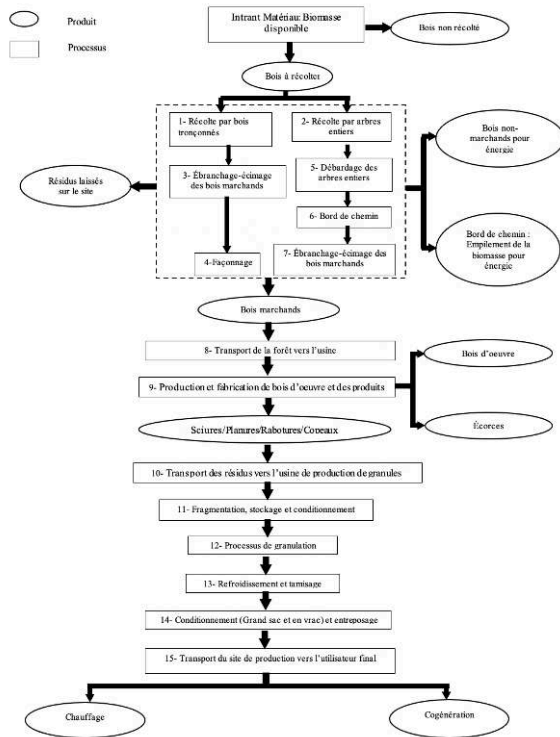 Produit
Processus
Intrant Matériau: Biomasse
disponible
Bois non récolté
Bois à récolter
1- Récolte par bois
tronçonnés
2- Récolte par arbres
entiers
Bois non-
marchands pour
énergie
Résidus laissés
sur le site
3- Ébranchage-écimage
des bois marchands
5- Débardage des
arbres entiers
6- Bord de chemin
4-Façonnage
7- Ébranchage-écimage des
bois marchands
Bord de chemin :
Empilement de la
biomasse pour
énergie
Bois marchands
8- Transport de la forêt vers l'usine
9- Production et fabrication de bois d'oeuvre et des produits
Bois d'oeuvre
Écorces
Sciures/Planures/Rabotures/Copeaux
10- Transport des résidus vers l'usine de production de granules
11- Fragmentation, stockage et conditionnement
12- Processus de granulation
13- Refroidissement et tamisage
14- Conditionnement (Grand sac et en vrac) et entreposage
15- Transport du site de production vers l'utilisateur final
Chauffage
Cogénération